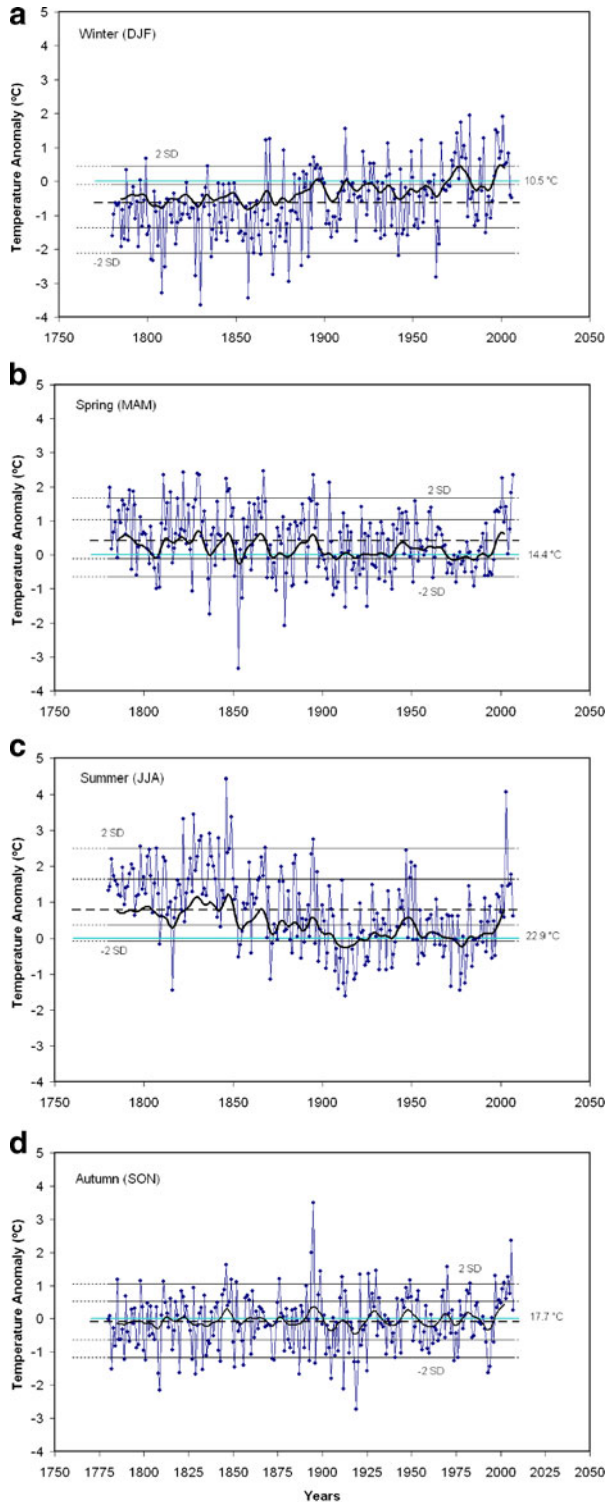 a
Winter (DJF)
Temperature Anomaly (ºC)
5
4
3
2
1
0
-1
-2
-3
-4
2 SD
-2 SD
10.5 °C
1750 1800 1850 1900 1950 2000 2050
b
Spring (MAM)
Temperature Anomaly (ºC)
5
4
3
2
1
0
-1
-2
-3
-4
2 SD
-2 SD
14.4 °C
1750 1800 1850 1900 1950 2000 2050
c
Summer (JJA)
Temperature Anomaly (ºC)
5
4
3
2
1
0
-1
-2
-3
-4
2 SD
-2 SD
22.9 °C
1750 1800 1850 1900 1950 2000 2050
d
Autumn (SON)
Temperature Anomaly (ºC)
5
4
3
2
1
0
-1
-2
-3
-4
2 SD
-2 SD
17.7 °C
1750 1775 1800 1825 1850 1875 1900 1925 1950 1975 2000 2025 2050
Years